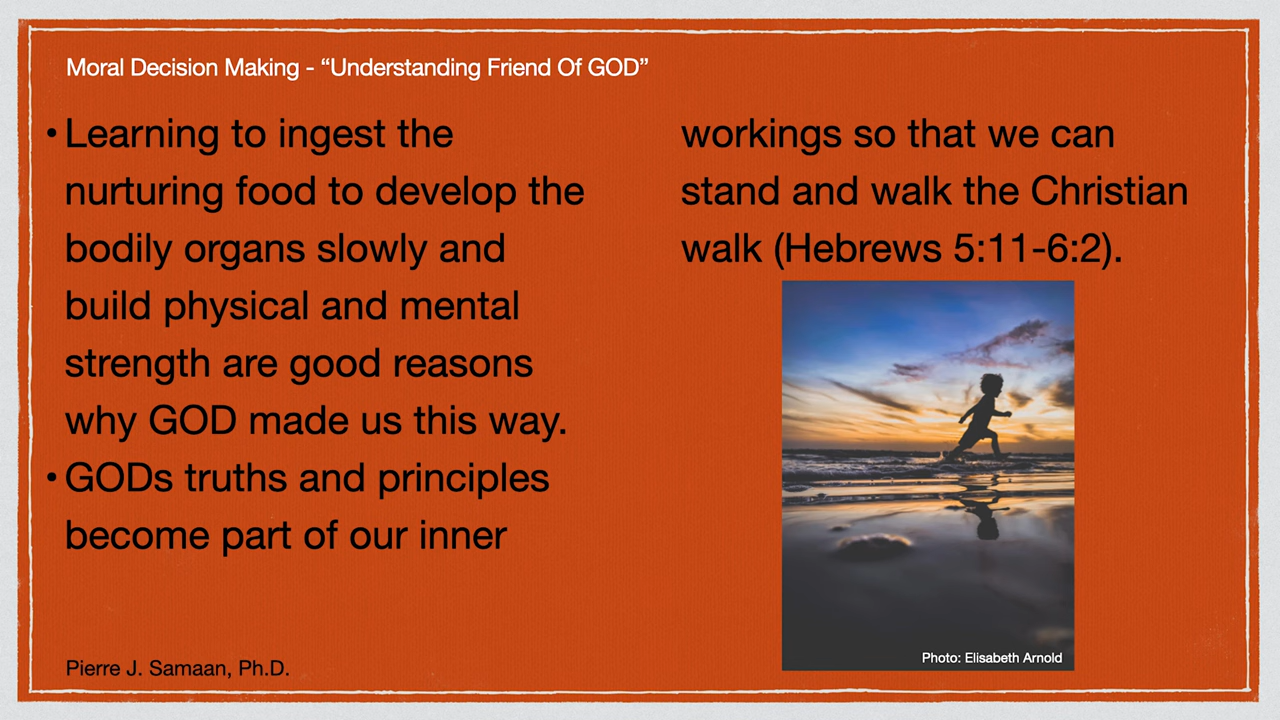 Moral Decision Making - “Understanding Friend Of GOD”
• Learning to ingest the
nurturing food to develop the
bodily organs slowly and
build physical and mental
strength are good reasons
why GOD made us this way.
• GODs truths and principles
become part of our inner
workings so that we can
stand and walk the Christian
walk (Hebrews 5:11-6:2).
Photo: Elisabeth Arnold
Pierre J. Samaan, Ph.D.